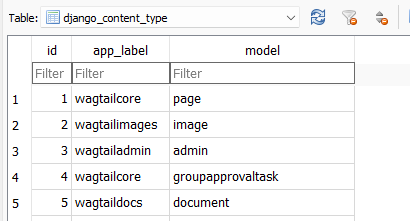 Table: django_content_type
id app_label model
Filter Filter Filter
1 1 wagtailcore page
2 2 wagtailimages image
3 3 wagtailadmin admin
4 4 wagtailcore groupapprovaltask
5 5 wagtaildocs document